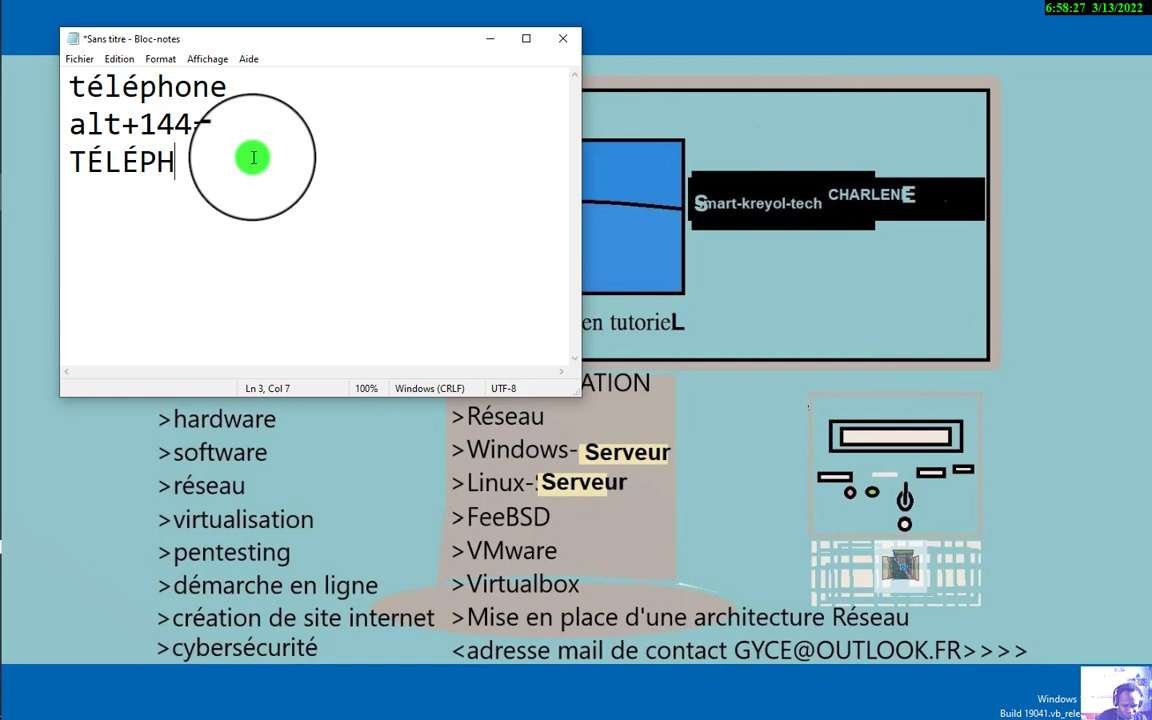 6:58:27 3/13/2022
*Sans titre - Bloc-notes
Fichier Edition Format Affichage Aide
téléphone
alt+144=
TÉLÉPH
Smart-kreyol-tech CHARLENE
en tutorieL
Ln 3, Col 7 100% Windows (CRLF) UTF-8
ATION
>hardware
>software
>réseau
>virtualisation
>pentesting
>démarche en ligne
>création de site internet
>cybersécurité
>Réseau
>Windows-Serveur
>Linux-Serveur
>FeeBSD
>VMware
>Virtualbox
>Mise en place d'une architecture Réseau
<adresse mail de contact GYCE@OUTLOOK.FR>>>>
Windows
Build 19041.vb_rele